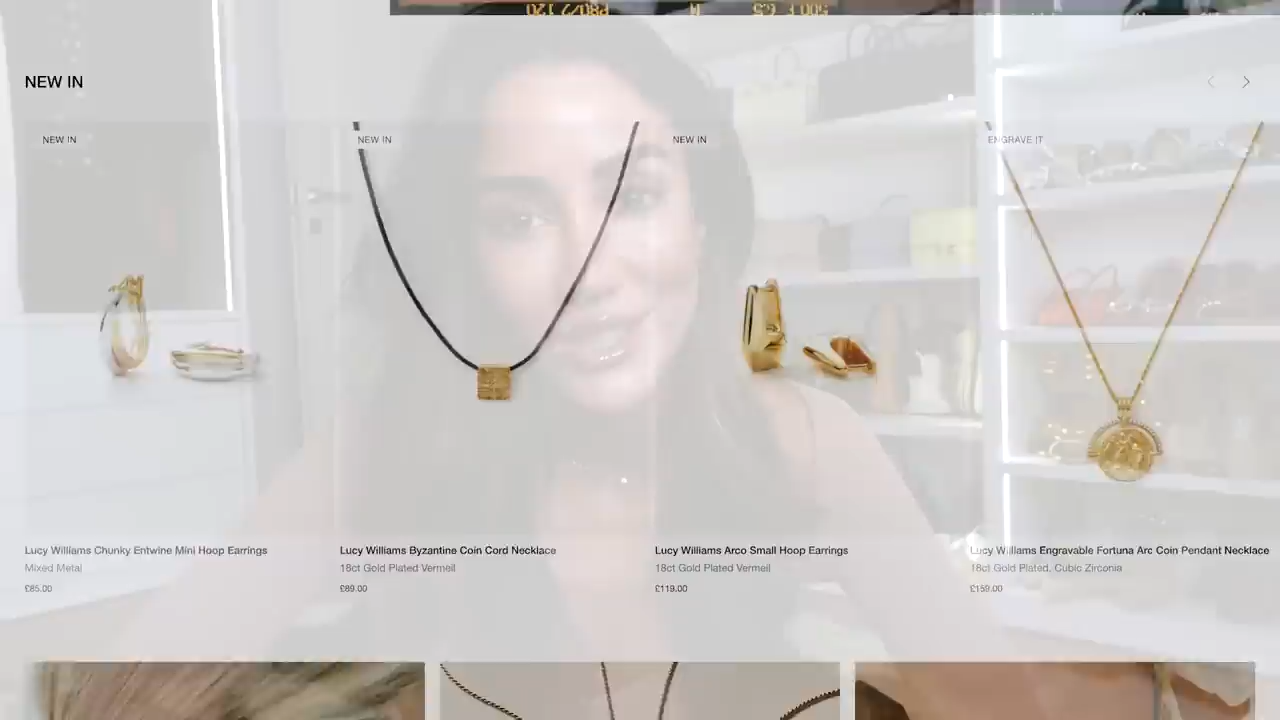 NEW IN
NEW IN
NEW IN
NEW IN
ENGRAVE IT
Lucy Williams Chunky Entwine Mini Hoop Earrings
Mixed Metal
£85.00
Lucy Williams Byzantine Coin Cord Necklace
18ct Gold Plated Vermeil
£89.00
Lucy Williams Arco Small Hoop Earrings
18ct Gold Plated Vermeil
£119.00
Lucy Williams Engravable Fortuna Arc Coin Pendant Necklace
18ct Gold Plated, Cubic Zirconia
£159.00